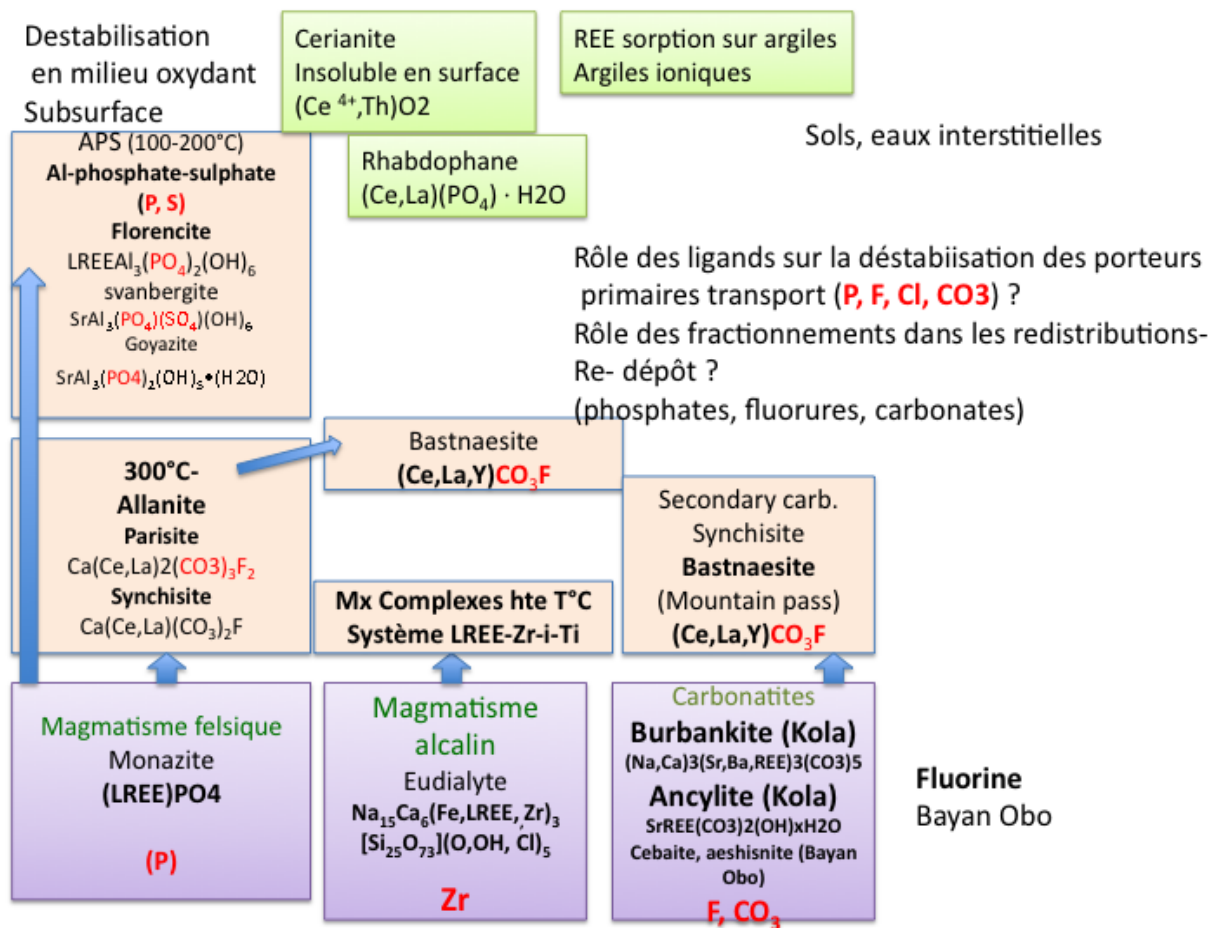 Destabilisation
en milieu oxydant
Subsurface
Cerianite
Insoluble en surface
(Ce ⁴⁺,Th)O2
REE sorption sur argiles
Argiles ioniques
Sols, eaux interstitielles
Rhabdophane
(Ce,La)(PO₄) · H2O
APS (100-200°C)
Al-phosphate-sulphate
(P, S)
Florencite
LREEAl₃(PO₄)₂(OH)₆
svanbergite
SrAl₃(PO₄)(SO₄)(OH)₆
Goyazite
SrAl₃(PO4)₂(OH)₅•(H2O)
Rôle des ligands sur la déstabiisation des porteurs
primaires transport (P, F, Cl, CO3) ?
Rôle des fractionnements dans les redistributions-
Re- dépôt ?
(phosphates, fluorures, carbonates)
300°C-
Allanite
Parisite
Ca(Ce,La)2(CO3)₃F₂
Synchisite
Ca(Ce,La)(CO₃)₂F
Bastnaesite
(Ce,La,Y)CO₃F
Mx Complexes hte T°C
Système LREE-Zr-i-Ti
Secondary carb.
Synchisite
Bastnaesite
(Mountain pass)
(Ce,La,Y)CO₃F
Magmatisme felsique
Monazite
(LREE)PO4
(P)
Magmatisme
alcalin
Eudialyte
Na₁₅Ca₆(Fe,LREE, Zr)₃
[Si₂₅O₇₃](O,OH, Cl)₅
Zr
Carbonatites
Burbankite (Kola)
(Na,Ca)3(Sr,Ba,REE)3(CO3)5
Ancylite (Kola)
SrREE(CO3)2(OH)xH2O
Cebaite, aeshisnite (Bayan
Obo)
F, CO₃
Fluorine
Bayan Obo